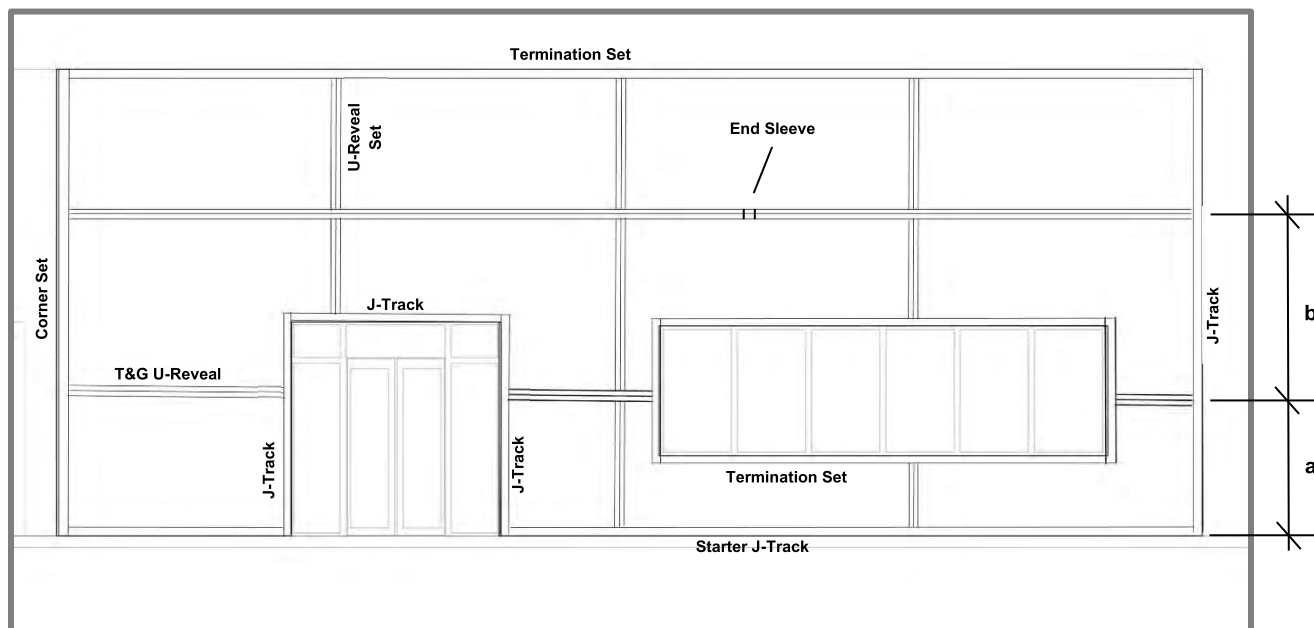 Termination Set
U-Reveal
Set
End Sleeve
Corner Set
J-Track
J-Track
b
T&G U-Reveal
J-Track
J-Track
Termination Set
a
Starter J-Track